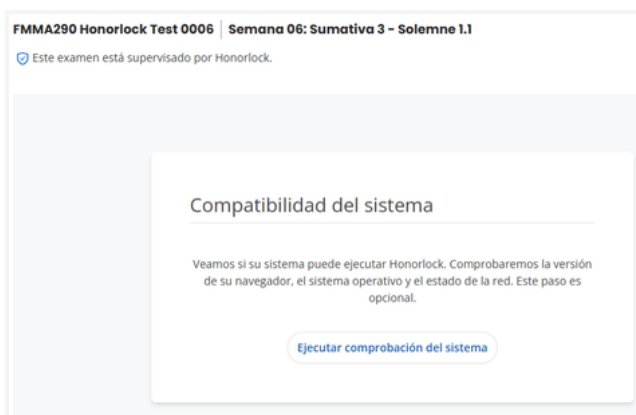 FMMA290 Honorlock Test 0006 | Semana 06: Sumativa 3 - Solemne 1.1
Este examen está supervisado por Honorlock.
Compatibilidad del sistema
Veamos si su sistema puede ejecutar Honorlock. Comprobaremos la versión
de su navegador, el sistema operativo y el estado de la red. Este paso es
opcional.
Ejecutar comprobación del sistema